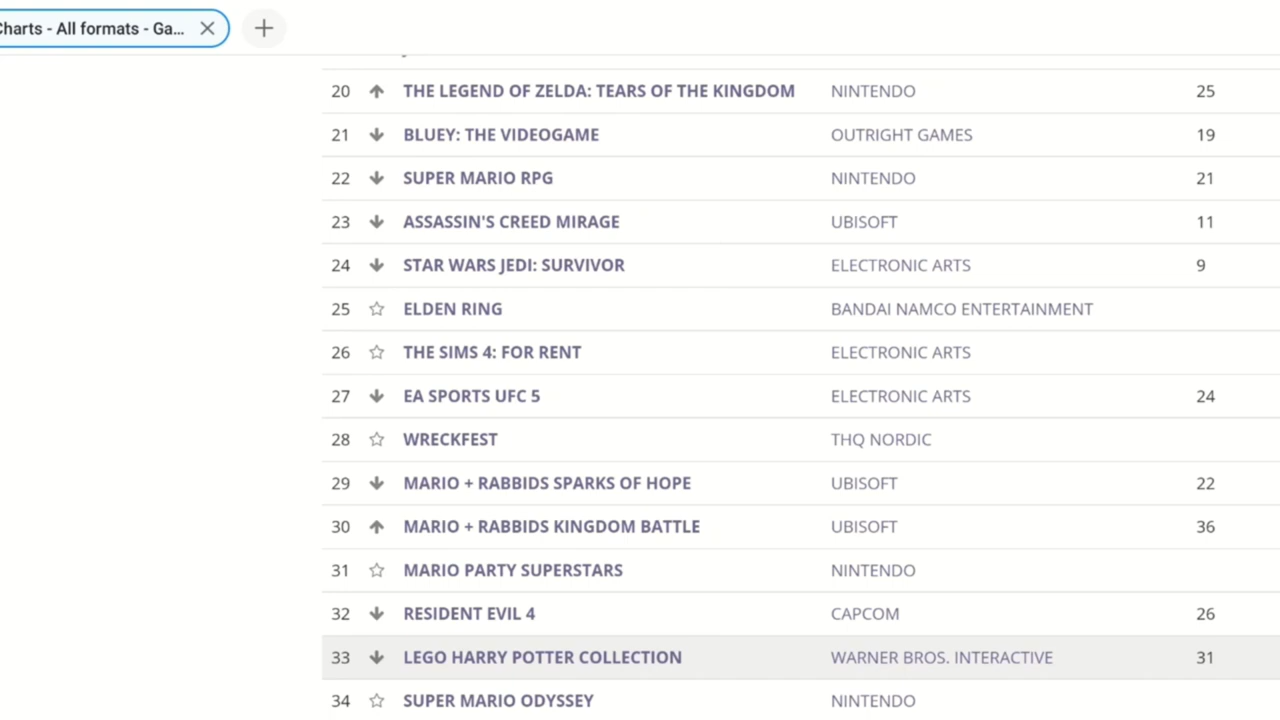 Charts - All formats - Ga...
20 THE LEGEND OF ZELDA: TEARS OF THE KINGDOM NINTENDO 25
21 BLUEY: THE VIDEOGAME OUTRIGHT GAMES 19
22 SUPER MARIO RPG NINTENDO 21
23 ASSASSIN'S CREED MIRAGE UBISOFT 11
24 STAR WARS JEDI: SURVIVOR ELECTRONIC ARTS 9
25 ELDEN RING BANDAI NAMCO ENTERTAINMENT
26 THE SIMS 4: FOR RENT ELECTRONIC ARTS
27 EA SPORTS UFC 5 ELECTRONIC ARTS 24
28 WRECKFEST THQ NORDIC
29 MARIO + RABBIDS SPARKS OF HOPE UBISOFT 22
30 MARIO + RABBIDS KINGDOM BATTLE UBISOFT 36
31 MARIO PARTY SUPERSTARS NINTENDO
32 RESIDENT EVIL 4 CAPCOM 26
33 LEGO HARRY POTTER COLLECTION WARNER BROS. INTERACTIVE 31
34 SUPER MARIO ODYSSEY NINTENDO